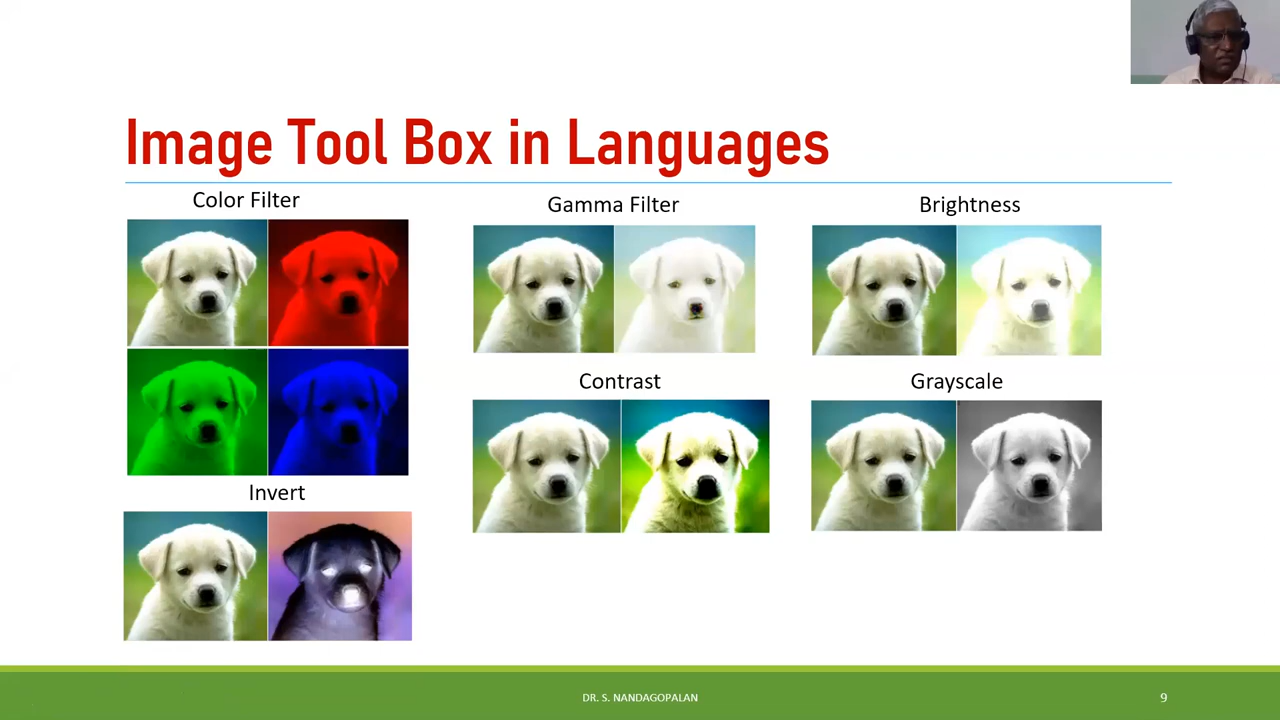 Image Tool Box in Languages
Color Filter
Gamma Filter
Brightness
Contrast
Grayscale
Invert
DR. S. NANDAGOPALAN
9